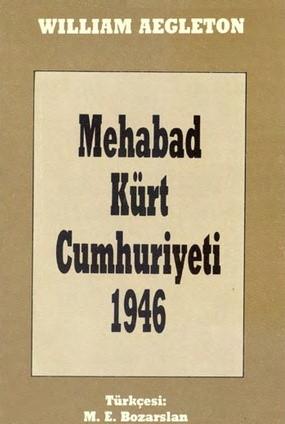 WILLIAM AEGLETON
Mehabad
Kürt
Cumhuriyeti
1946
Türkçesi:
M. E. Bozarslan